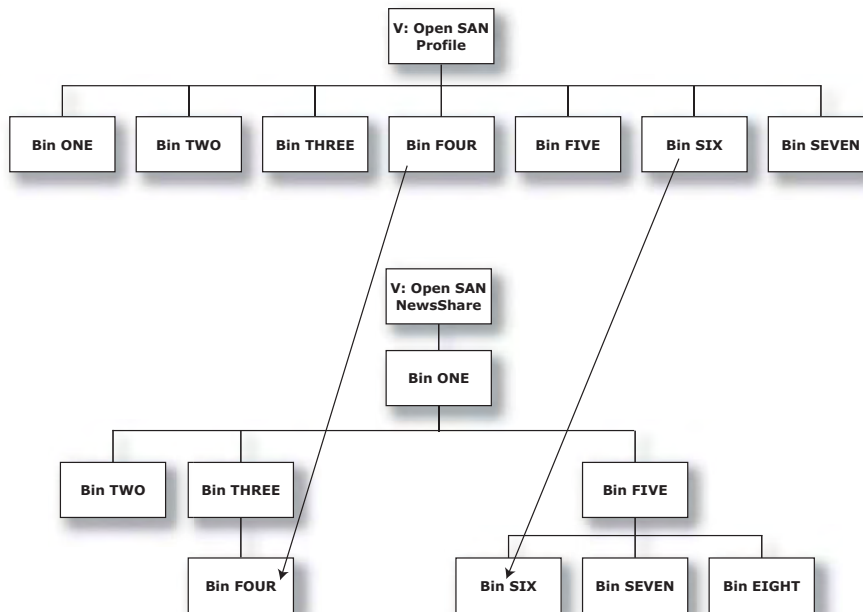 V: Open SAN
Profile
Bin ONE
Bin TWO
Bin THREE
Bin FOUR
Bin FIVE
Bin SIX
Bin SEVEN
V: Open SAN
NewsShare
Bin ONE
Bin TWO
Bin THREE
Bin FIVE
Bin FOUR
Bin SIX
Bin SEVEN
Bin EIGHT